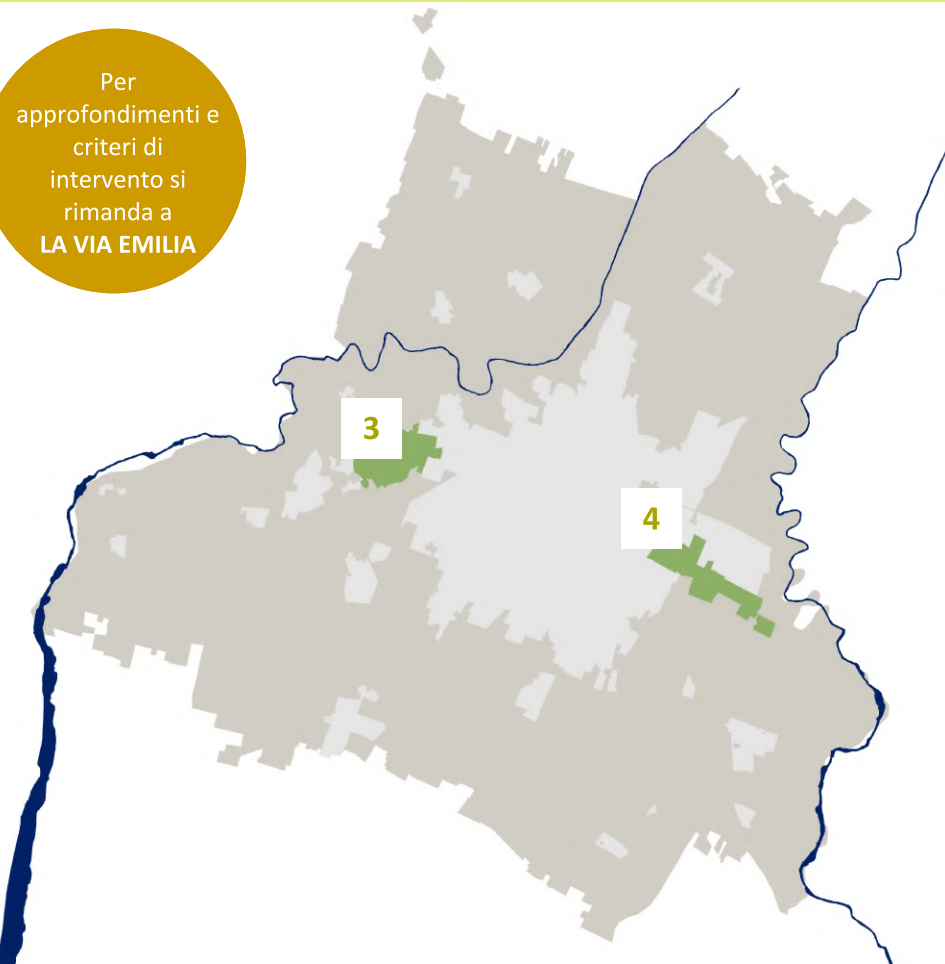 Per
approfondimenti e
criteri di
intervento si
rimanda a
LA VIA EMILIA
3
4